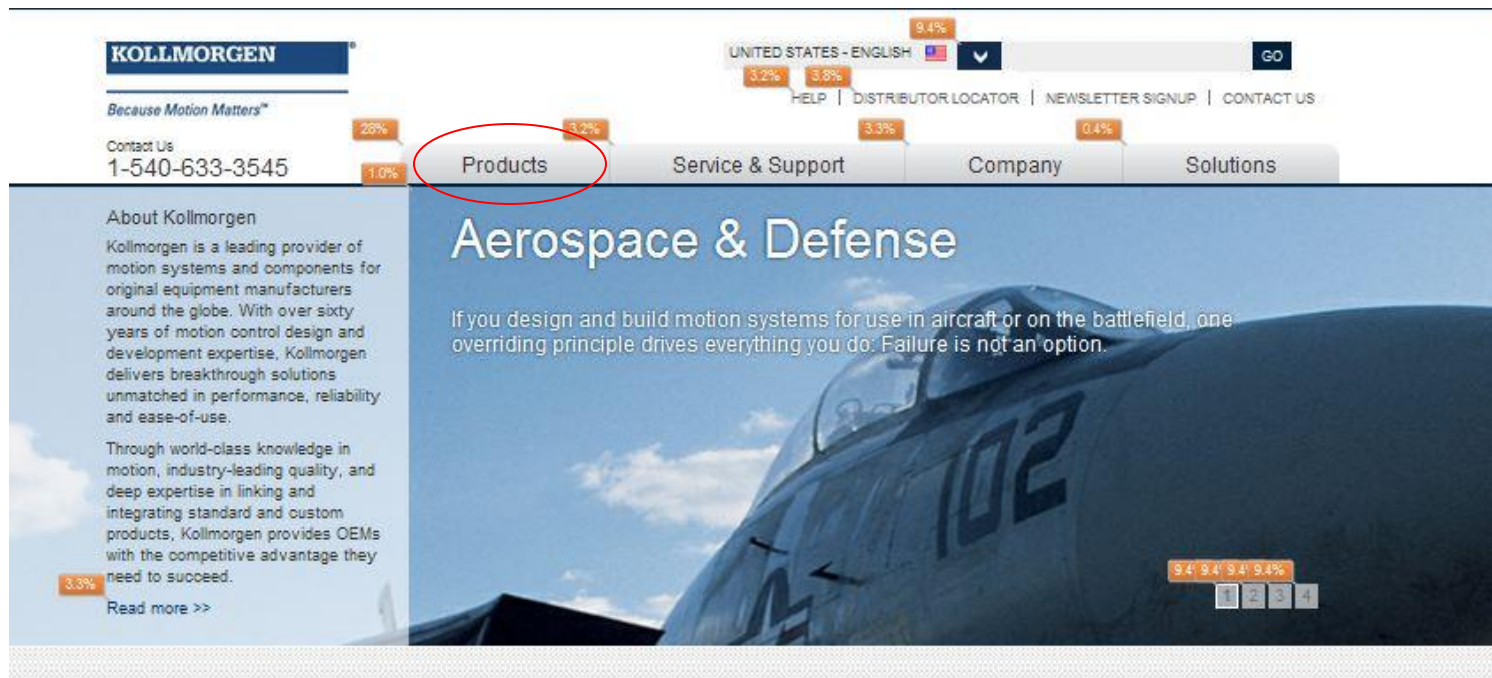 9.4%
KOLLMORGEN®
UNITED STATES - ENGLISH
GO
3.2% 3.8%
HELP | DISTRIBUTOR LOCATOR | NEWSLETTER SIGNUP | CONTACT US
Because Motion Matters™
28% 3.2% 3.3% 0.4%
Contact Us
1-540-633-3545
1.0%
Products Service & Support Company Solutions
About Kollmorgen
Kollmorgen is a leading provider of
motion systems and components for
original equipment manufacturers
around the globe. With over sixty
years of motion control design and
development expertise, Kollmorgen
delivers breakthrough solutions
unmatched in performance, reliability
and ease-of-use.
Through world-class knowledge in
motion, industry-leading quality, and
deep expertise in linking and
integrating standard and custom
products, Kollmorgen provides OEMs
with the competitive advantage they
need to succeed.
3.3%
Read more >>
Aerospace & Defense
If you design and build motion systems for use in aircraft or on the battlefield, one
overriding principle drives everything you do: Failure is not an option.
102
9.4 9.4 9.4 9.4%
1 2 3 4